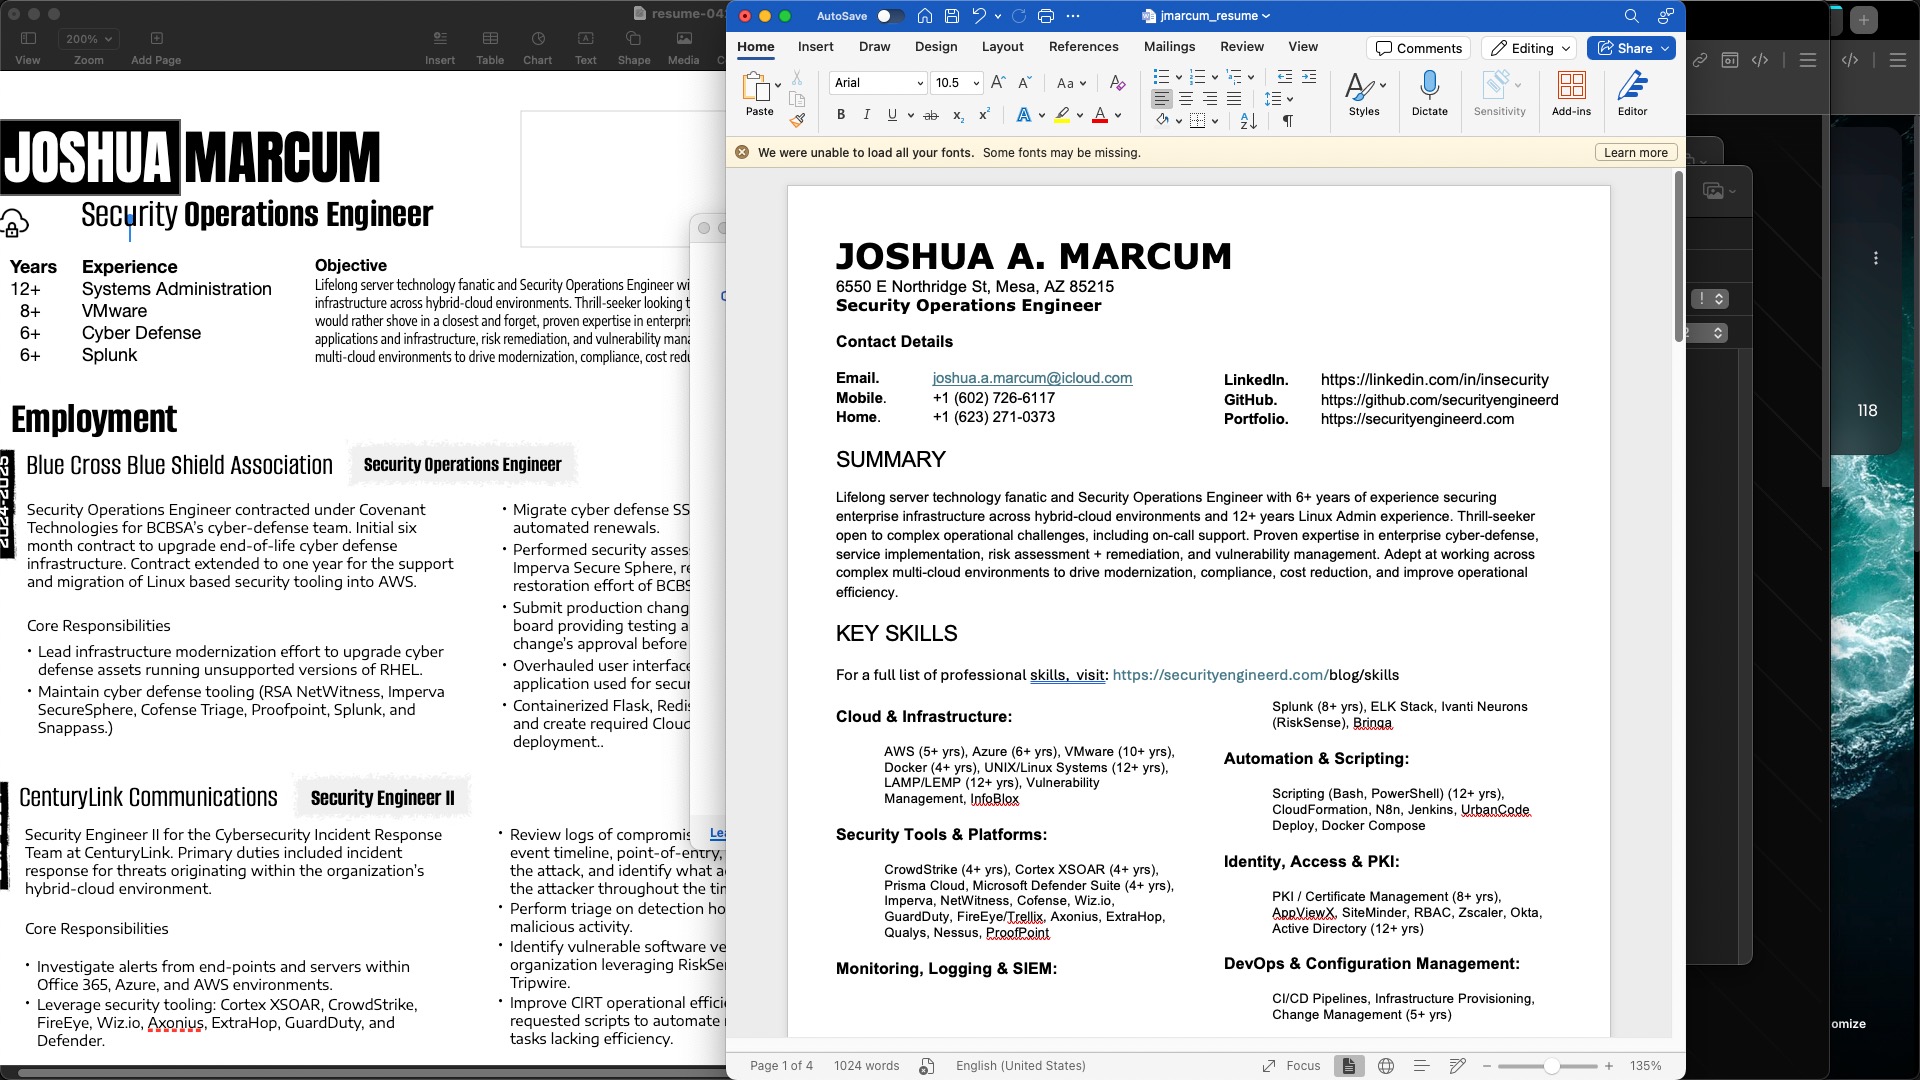 resume-04
200%
View
Zoom
Add Page
Insert
Table
Chart
Text
Shape
Media
JOSHUA MARCUM
Security Operations Engineer
Years Experience
12+ Systems Administration
8+ VMware
6+ Cyber Defense
6+ Splunk
Objective
Lifelong server technology fanatic and Security Operations Engineer wi
infrastructure across hybrid-cloud environments. Thrill-seeker looking t
would rather shove in a closest and forget, proven expertise in enterpri
applications and infrastructure, risk remediation, and vulnerability mana
multi-cloud environments to drive modernization, compliance, cost redu
Employment
2024-2025
Blue Cross Blue Shield Association Security Operations Engineer
Security Operations Engineer contracted under Covenant
Technologies for BCBSA's cyber-defense team. Initial six
month contract to upgrade end-of-life cyber defense
infrastructure. Contract extended to one year for the support
and migration of Linux based security tooling into AWS.
Core Responsibilities
• Lead infrastructure modernization effort to upgrade cyber
defense assets running unsupported versions of RHEL.
• Maintain cyber defense tooling (RSA NetWitness, Imperva
SecureSphere, Cofense Triage, Proofpoint, Splunk, and
Snappass.)
• Migrate cyber defense SS
automated renewals.
• Performed security asses
Imperva Secure Sphere, re
restoration effort of BCBS
• Submit production chang
board providing testing a
change's approval before
• Overhauled user interface
application used for secur
• Containerized Flask, Redis
and create required Cloud
deployment..
CenturyLink Communications Security Engineer II
Security Engineer II for the Cybersecurity Incident Response
Team at CenturyLink. Primary duties included incident
response for threats originating within the organization's
hybrid-cloud environment.
Core Responsibilities
• Investigate alerts from end-points and servers within
Office 365, Azure, and AWS environments.
• Leverage security tooling: Cortex XSOAR, CrowdStrike,
FireEye, Wiz.io, Axonius, ExtraHop, GuardDuty, and
Defender.
• Review logs of compromis
event timeline, point-of-entry,
the attack, and identify what a
the attacker throughout the tin
• Perform triage on detection ho
malicious activity.
• Identify vulnerable software ve
organization leveraging RiskSen
Tripwire.
• Improve CIRT operational effici
requested scripts to automate
tasks lacking efficiency.
Lea
AutoSave
jmarcum_resume
Home Insert Draw Design Layout References Mailings Review View
Comments Editing Share
Paste
Arial 10.5
Aa
B I U ab x₂ x²
A A
Styles
Dictate
Sensitivity
Add-ins
Editor
We were unable to load all your fonts. Some fonts may be missing.
Learn more
JOSHUA A. MARCUM
6550 E Northridge St, Mesa, AZ 85215
Security Operations Engineer
Contact Details
Email. joshua.a.marcum@icloud.com
Mobile. +1 (602) 726-6117
Home. +1 (623) 271-0373
LinkedIn. https://linkedin.com/in/insecurity
GitHub. https://github.com/securityengineerd
Portfolio. https://securityengineerd.com
SUMMARY
Lifelong server technology fanatic and Security Operations Engineer with 6+ years of experience securing
enterprise infrastructure across hybrid-cloud environments and 12+ years Linux Admin experience. Thrill-seeker
open to complex operational challenges, including on-call support. Proven expertise in enterprise cyber-defense,
service implementation, risk assessment + remediation, and vulnerability management. Adept at working across
complex multi-cloud environments to drive modernization, compliance, cost reduction, and improve operational
efficiency.
KEY SKILLS
For a full list of professional skills, visit: https://securityengineerd.com/blog/skills
Cloud & Infrastructure:
AWS (5+ yrs), Azure (6+ yrs), VMware (10+ yrs),
Docker (4+ yrs), UNIX/Linux Systems (12+ yrs),
LAMP/LEMP (12+ yrs), Vulnerability
Management, InfoBlox
Security Tools & Platforms:
CrowdStrike (4+ yrs), Cortex XSOAR (4+ yrs),
Prisma Cloud, Microsoft Defender Suite (4+ yrs),
Imperva, NetWitness, Cofense, Wiz.io,
GuardDuty, FireEye/Trellix, Axonius, ExtraHop,
Qualys, Nessus, ProofPoint
Monitoring, Logging & SIEM:
Splunk (8+ yrs), ELK Stack, Ivanti Neurons
(RiskSense), Bringa
Automation & Scripting:
Scripting (Bash, PowerShell) (12+ yrs),
CloudFormation, N8n, Jenkins, UrbanCode
Deploy, Docker Compose
Identity, Access & PKI:
PKI / Certificate Management (8+ yrs),
AppViewX, SiteMinder, RBAC, Zscaler, Okta,
Active Directory (12+ yrs)
DevOps & Configuration Management:
CI/CD Pipelines, Infrastructure Provisioning,
Change Management (5+ yrs)
Page 1 of 4 1024 words English (United States)
Focus
135%
118
omize